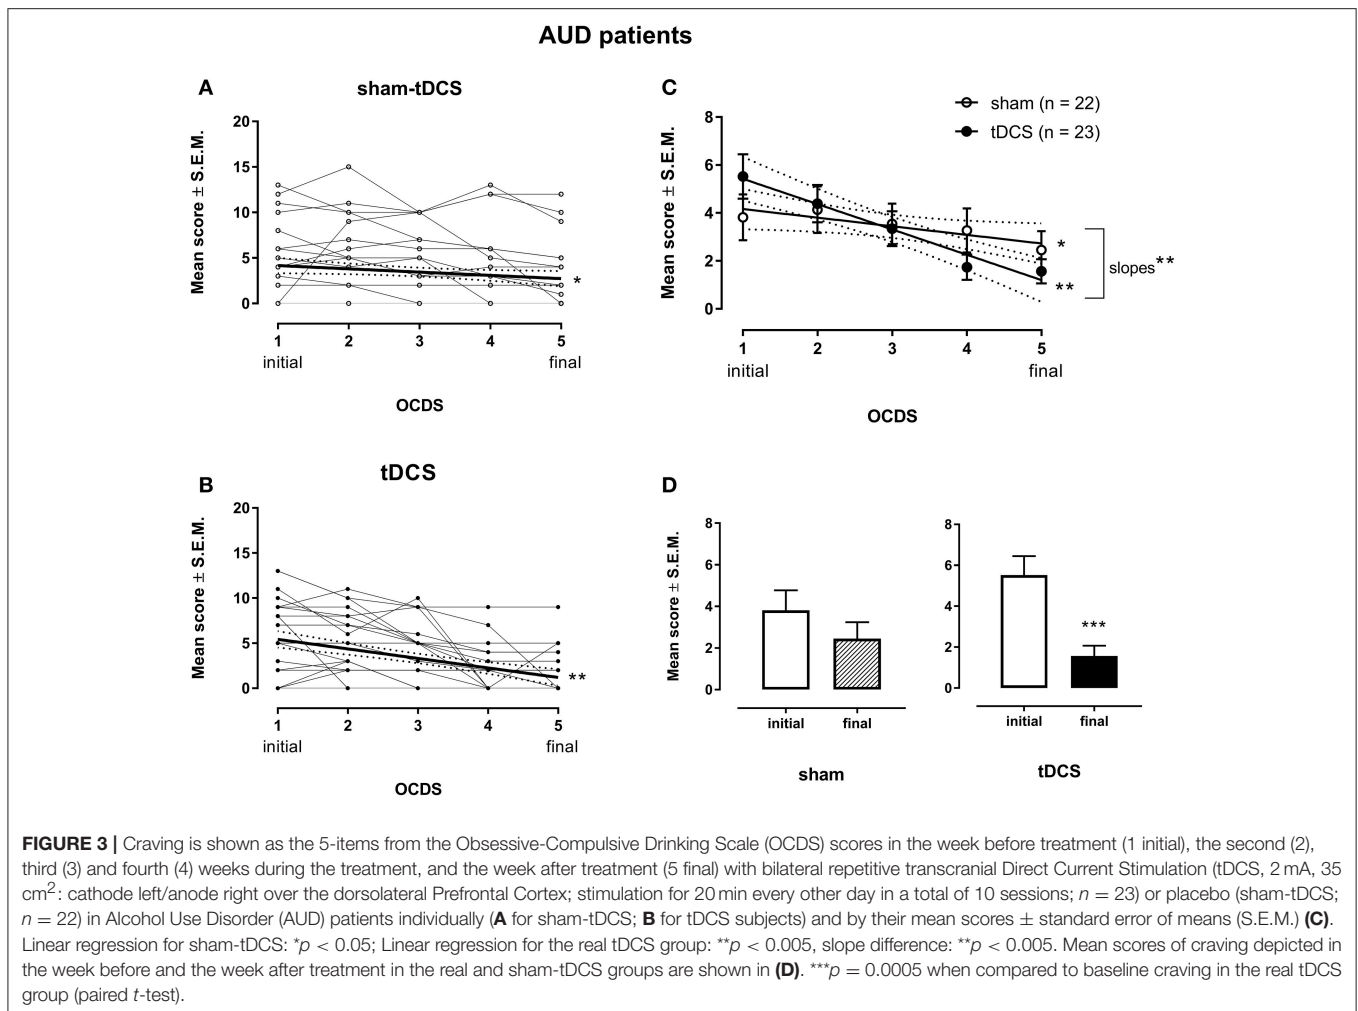 AUD patients
A
sham-tDCS
Mean score ± S.E.M.
20
15
10
5
0
1
2
3
4
5
initial
final
*
OCDS
C
sham (n = 22)
tDCS (n = 23)
Mean score ± S.E.M.
8
6
4
2
0
1
2
3
4
5
initial
final
*
**
slopes**
OCDS
B
tDCS
Mean score ± S.E.M.
20
15
10
5
0
1
2
3
4
5
initial
final
**
OCDS
D
Mean score ± S.E.M.
8
6
4
2
0
initial
final
sham
8
6
4
2
0
***
initial
final
tDCS
FIGURE 3 | Craving is shown as the 5-items from the Obsessive-Compulsive Drinking Scale (OCDS) scores in the week before treatment (1 initial), the second (2),
third (3) and fourth (4) weeks during the treatment, and the week after treatment (5 final) with bilateral repetitive transcranial Direct Current Stimulation (tDCS, 2 mA, 35
cm²: cathode left/anode right over the dorsolateral Prefrontal Cortex; stimulation for 20 min every other day in a total of 10 sessions; n = 23) or placebo (sham-tDCS;
n = 22) in Alcohol Use Disorder (AUD) patients individually (A for sham-tDCS; B for tDCS subjects) and by their mean scores ± standard error of means (S.E.M.) (C).
Linear regression for sham-tDCS: *p < 0.05; Linear regression for the real tDCS group: **p < 0.005, slope difference: **p < 0.005. Mean scores of craving depicted in
the week before and the week after treatment in the real and sham-tDCS groups are shown in (D). ***p = 0.0005 when compared to baseline craving in the real tDCS
group (paired t-test).